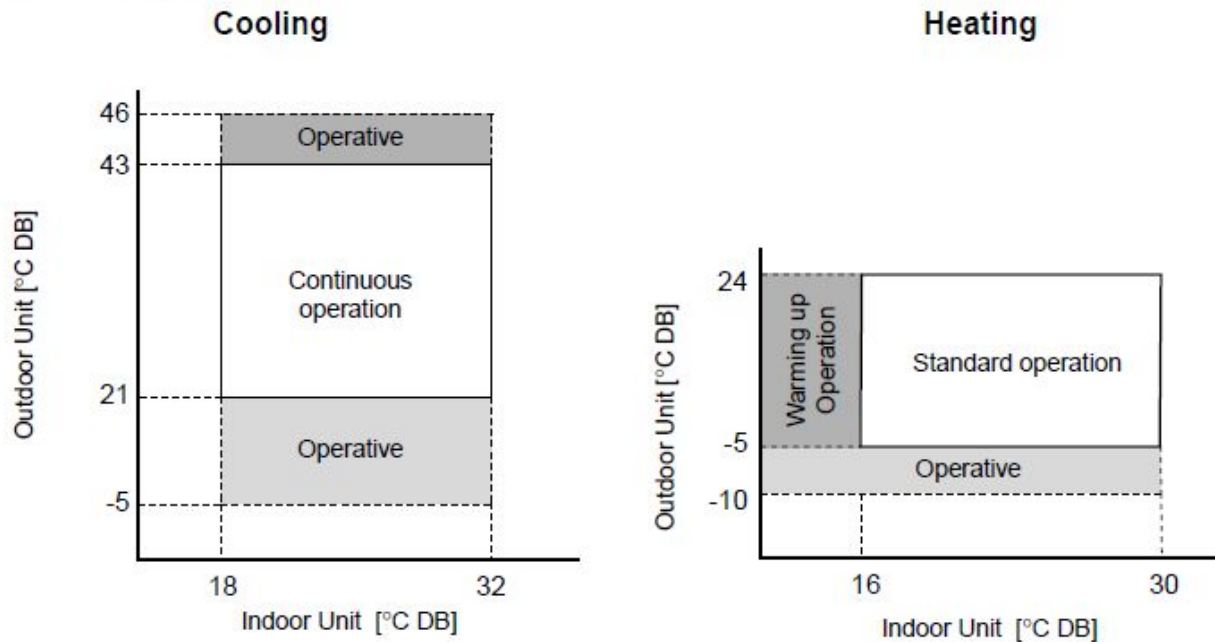 Cooling
Heating
46
Operative
43
Continuous
operation
21
Operative
-5
18
32
Indoor Unit [°C DB]
Outdoor Unit [°C DB]
24
Warming up
Operation
Standard operation
-5
Operative
-10
16
30
Indoor Unit [°C DB]
Outdoor Unit [°C DB]